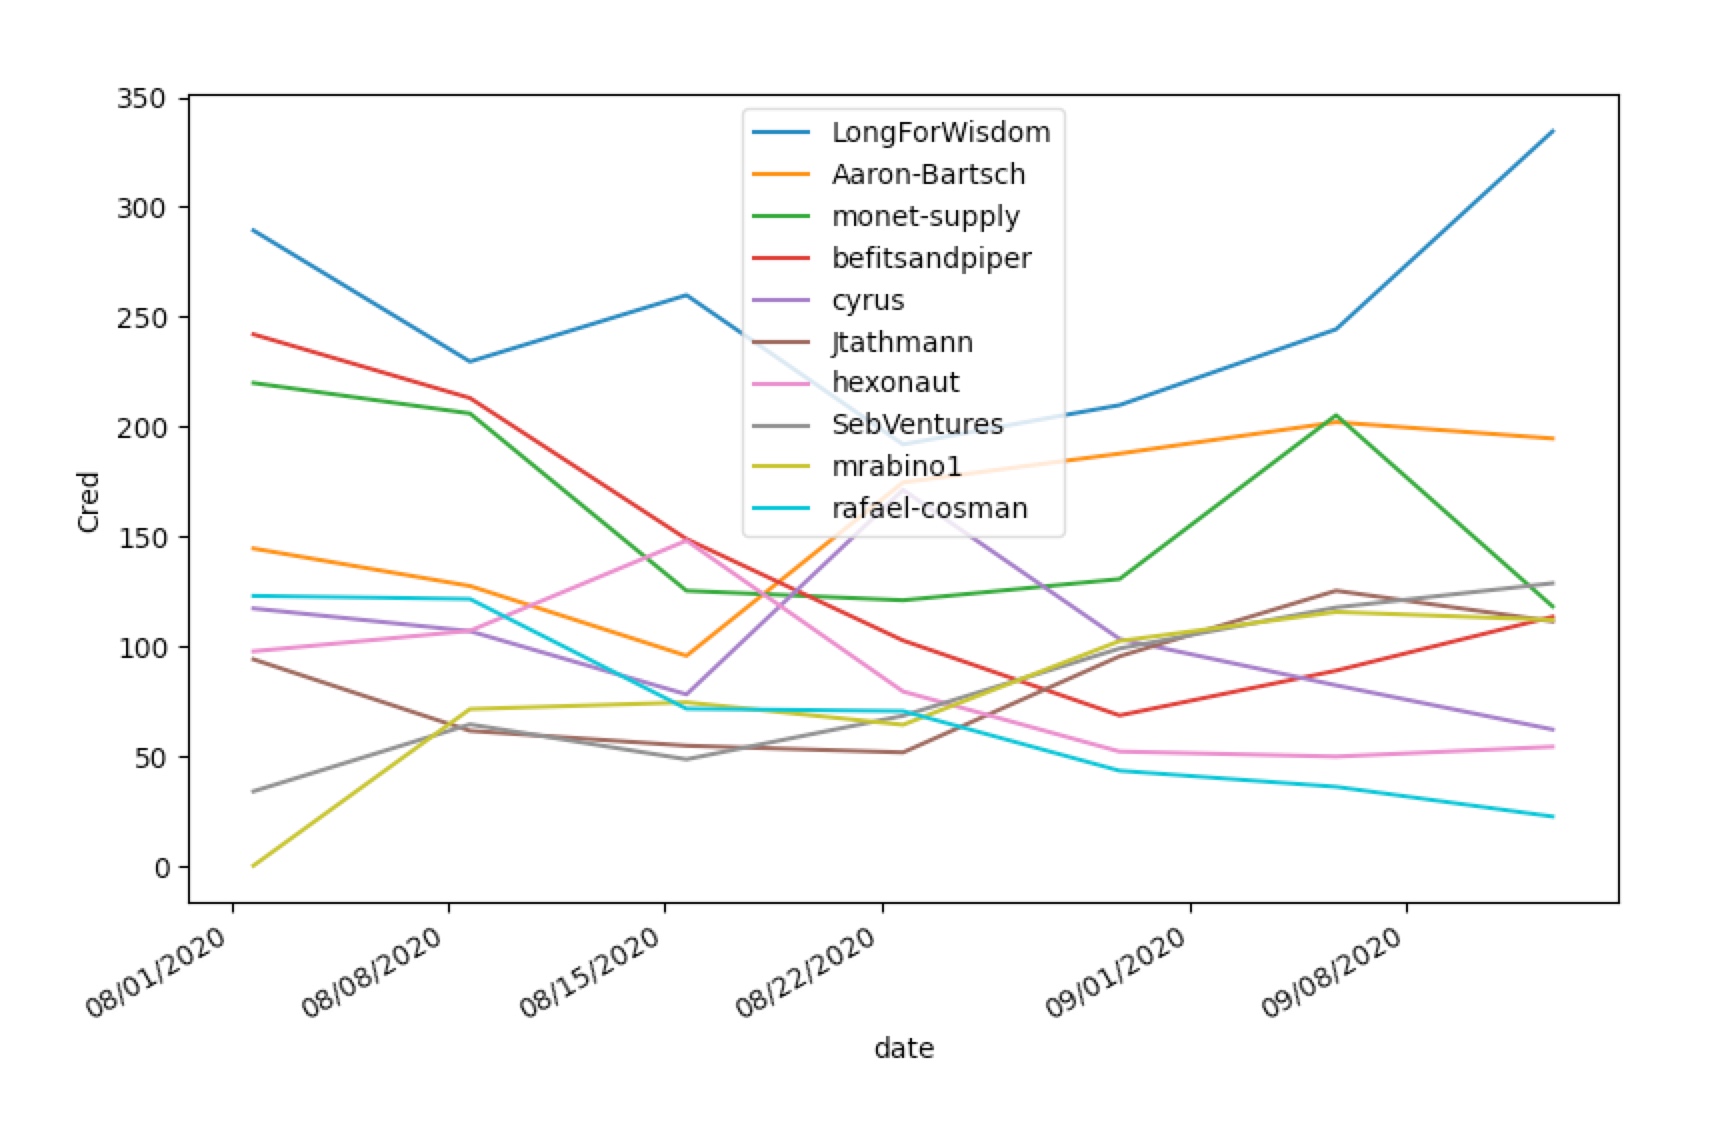 350
300
250
200
150
100
50
0
Cred
LongForWisdom
Aaron-Bartsch
monet-supply
befitsandpiper
cyrus
Jtathmann
hexonaut
SebVentures
mrabino1
rafael-cosman
08/01/2020
08/08/2020
08/15/2020
08/22/2020
09/01/2020
09/08/2020
date